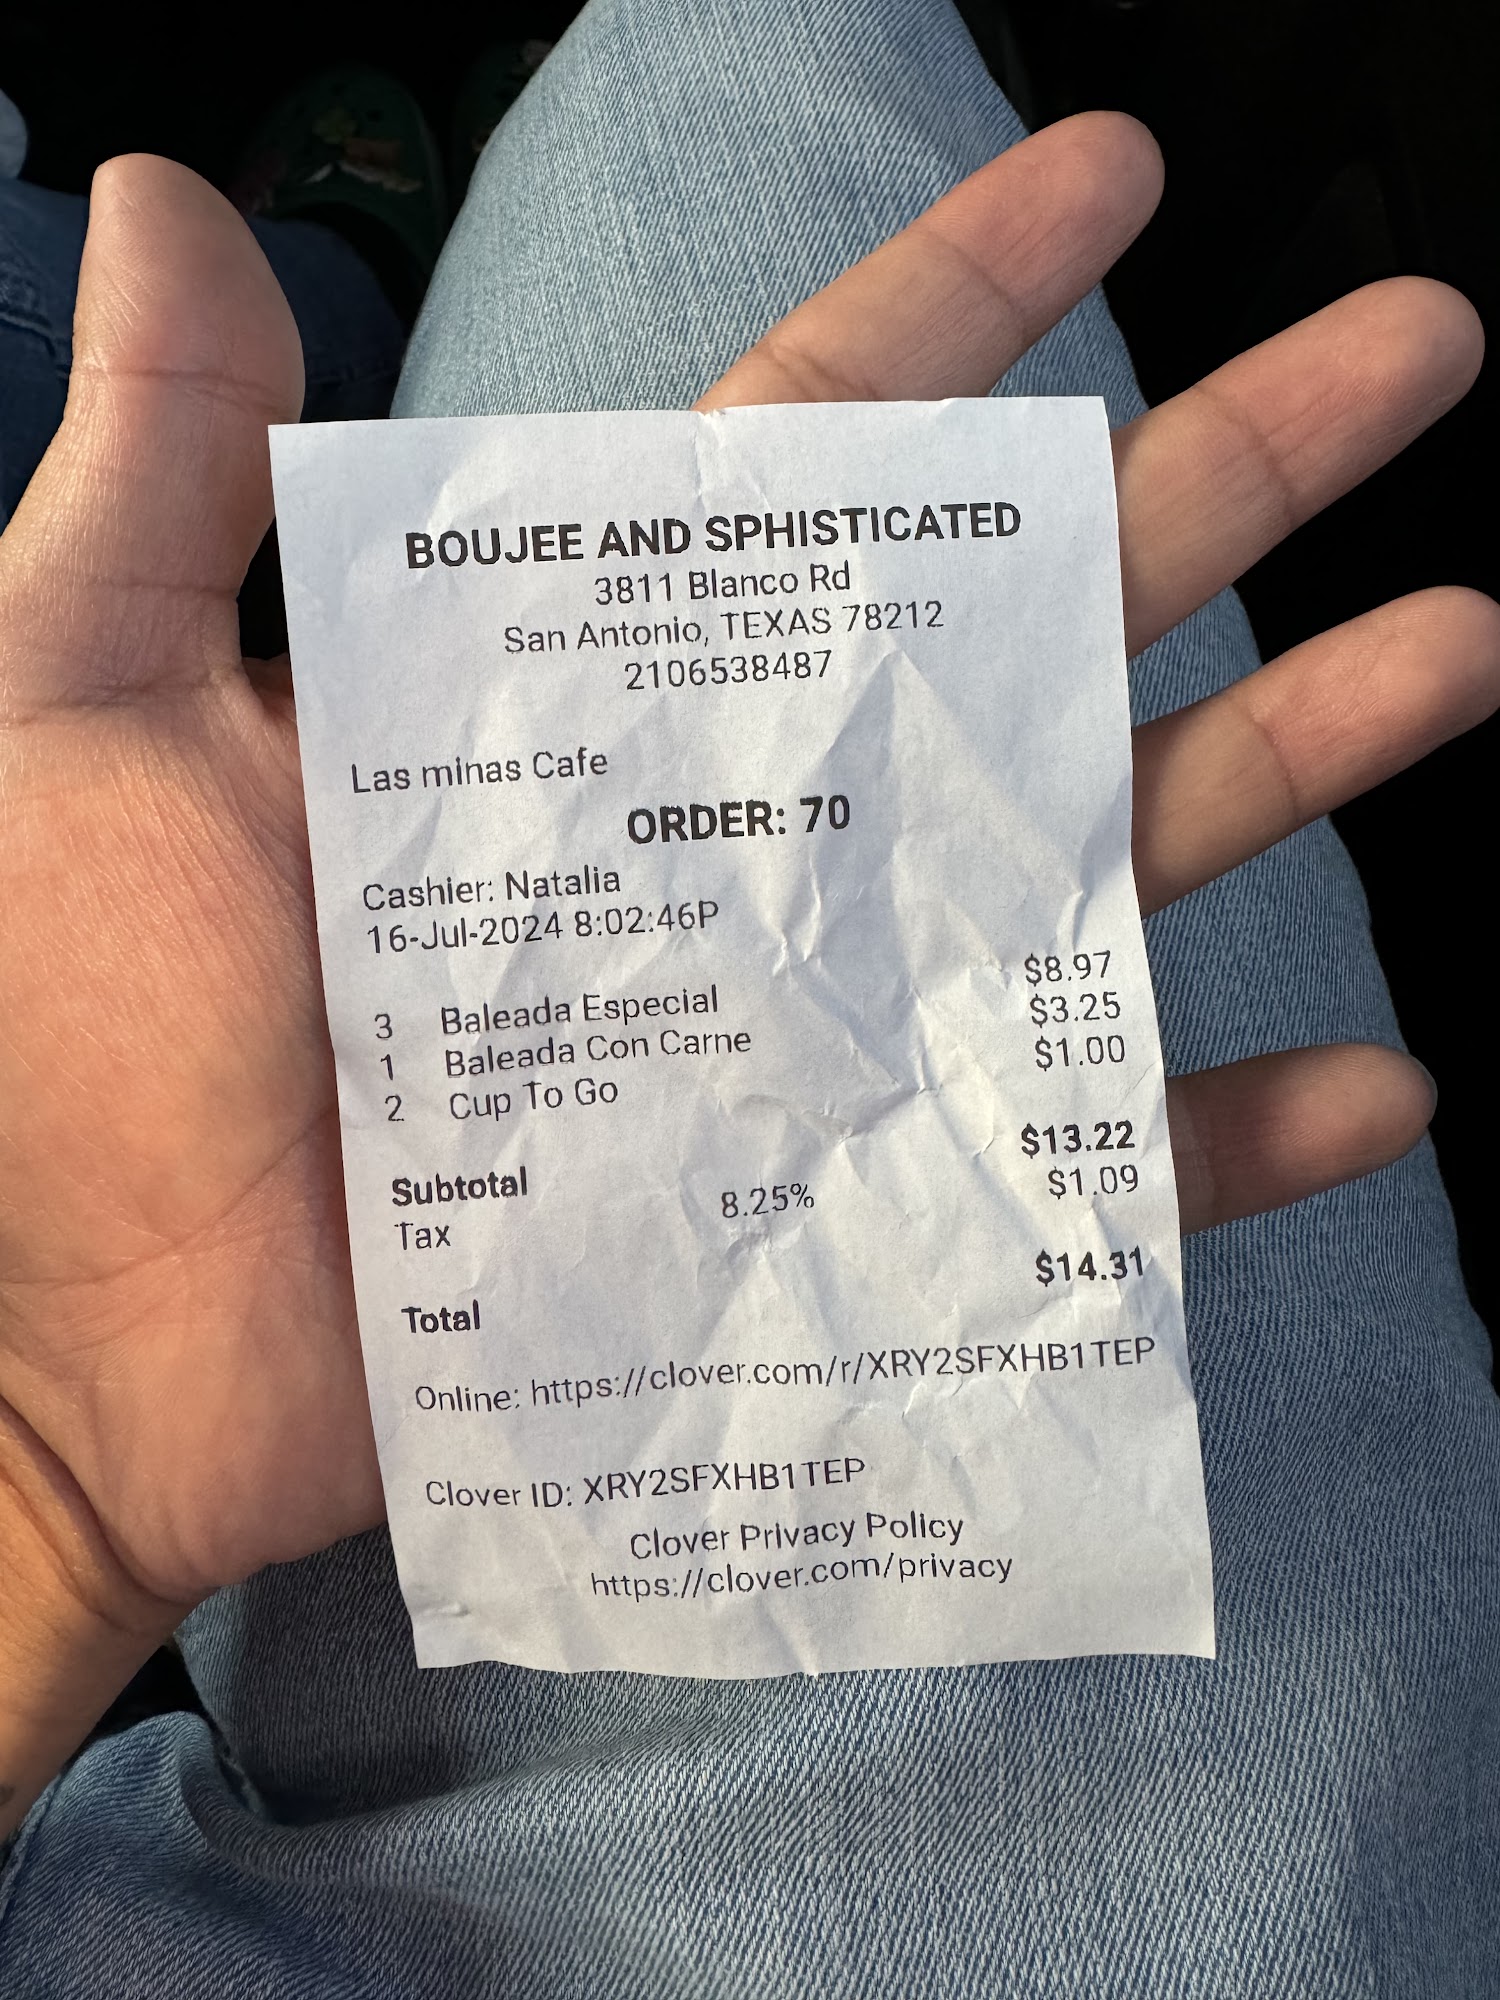 BOUJEE AND SPHISTICATED
3811 Blanco Rd
San Antonio, TEXAS 78212
2106538487
Las minas Cafe
ORDER: 70
Cashier: Natalia
16-Jul-2024 8:02:46P
3 Baleada Especial $8.97
1 Baleada Con Carne $3.25
2 Cup To Go $1.00
Subtotal $13.22
Tax 8.25% $1.09
Total $14.31
Online: https://clover.com/r/XRY2SFXHB1TEP
Clover ID: XRY2SFXHB1TEP
Clover Privacy Policy
https://clover.com/privacy